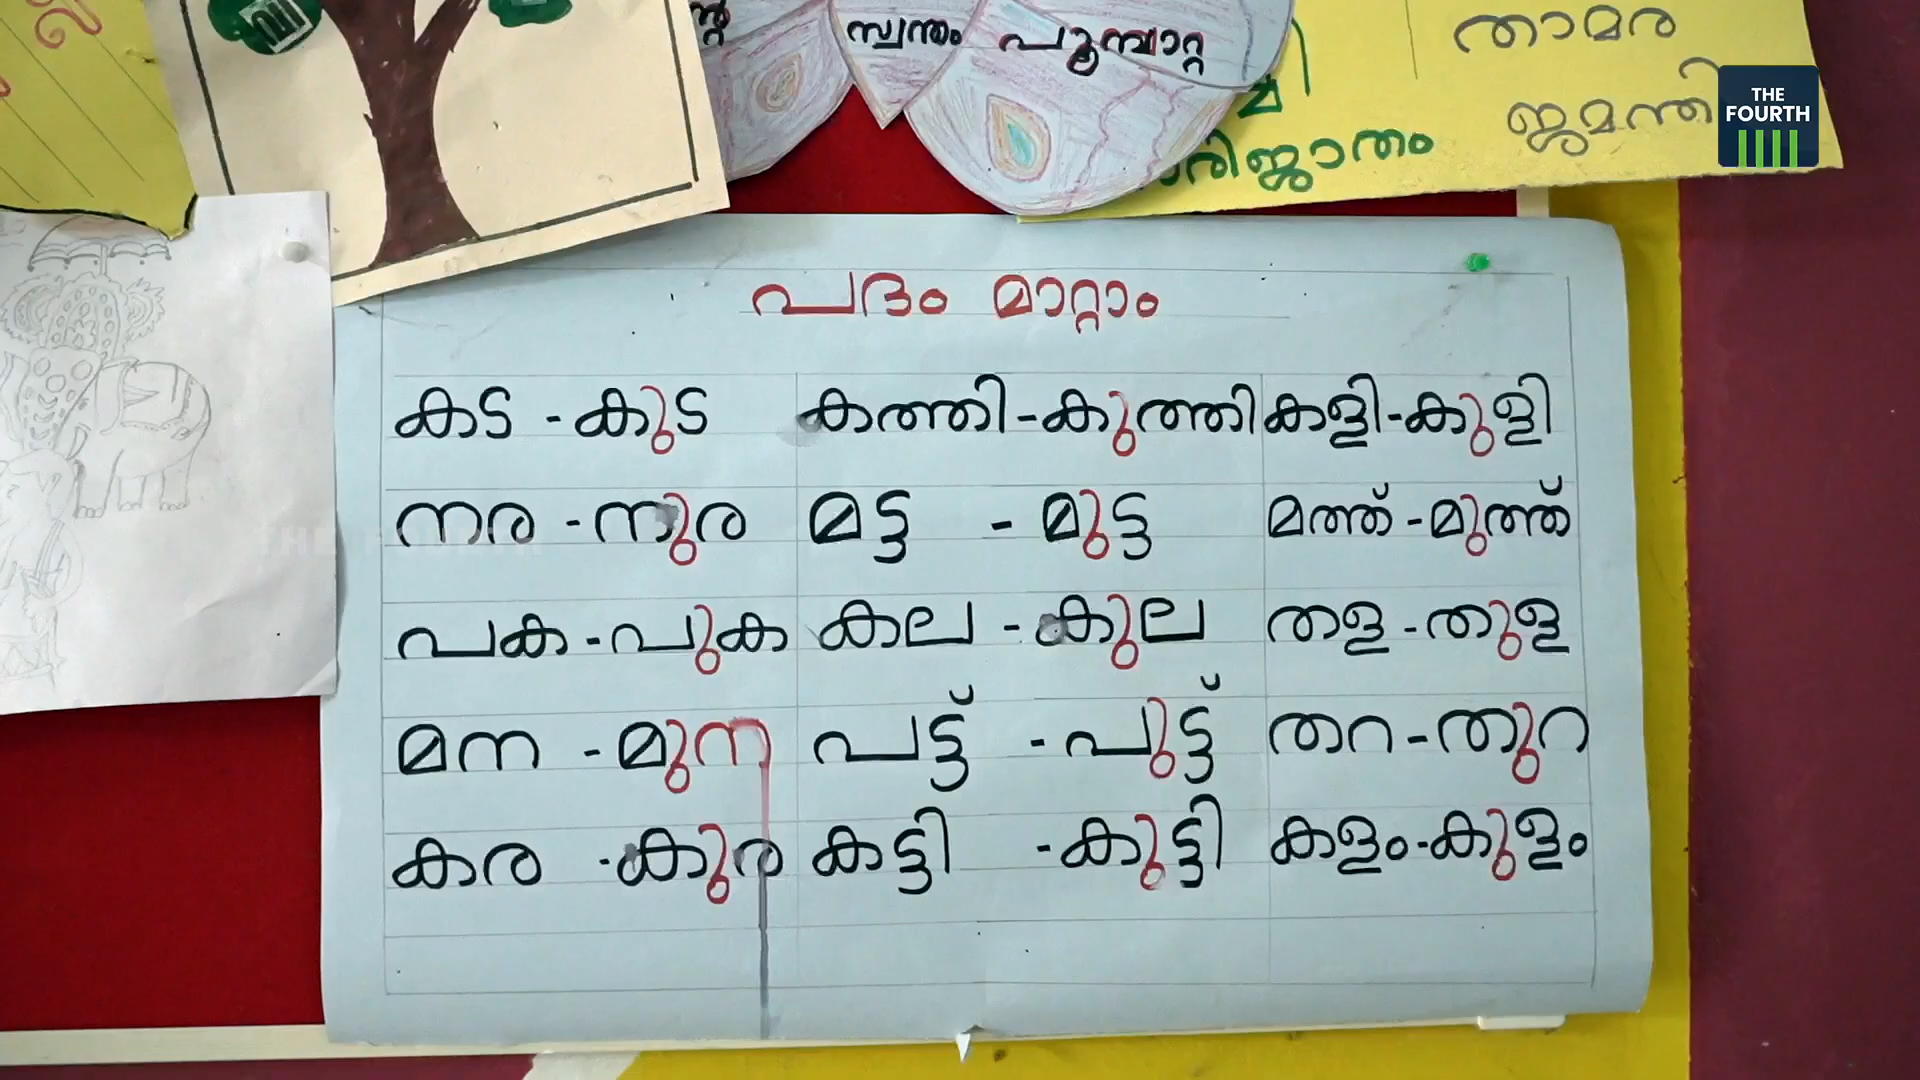 സ്വന്തം പൂമ്പാറ്റ
താമര
ജമന്തി
THE
FOURTH
പദം മാറ്റാം
കട - കുട കത്തി - കുത്തി കളി - കുളി
നര - നുര മട്ട - മുട്ട മത്ത് - മുത്ത്
പക - പുക കല - കുല തള - തുള
മന - മുന പട്ട് - പുട്ട് തറ - തുറ
കര - കുര കട്ടി - കുട്ടി കളം - കുളം